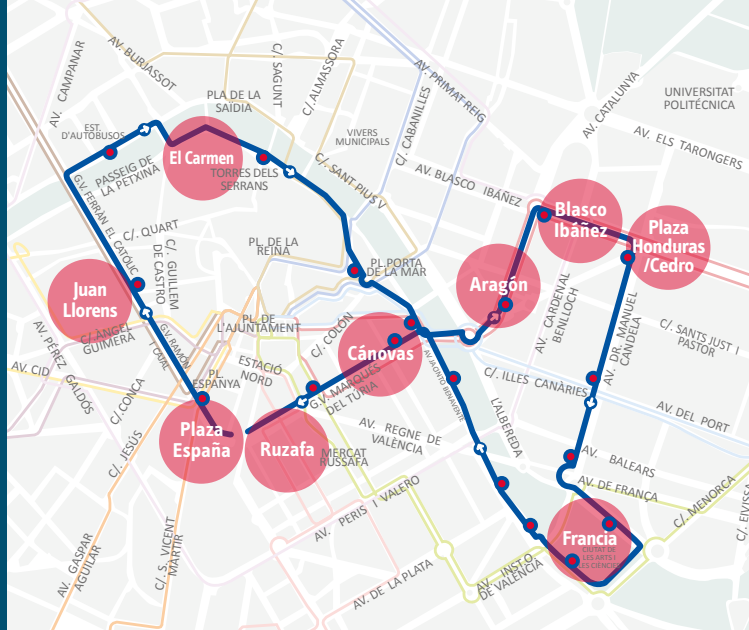 AV. CAMPANAR
AV. BURJASSOT
C/. SAGUNT
C/. ALMASSORA
AV. PRIMAT REIG
C/. CABANILLES
AV. CATALUNYA
UNIVERSITAT
POLITÉCNICA
AV. ELS TARONGERS
PLA DE LA
SAIDIA
EST.
D'AUTOBUSOS
VIVERS
MUNICIPALS
PASSEIG DE
LA PETXINA
El Carmen
TORRES DELS
SERRANS
C/. SANT PIUS V
AV. BLASCO IBÁÑEZ
Blasco
Ibáñez
Plaza
Honduras
/Cedro
G.V. FERRÁN EL CATÓLIC
C/. QUART
C/. GUILLEM
DE CASTRO
PL. DE LA
REINA
PL.PORTA
DE LA MAR
Aragón
Juan
Llorens
C/.ÀNGEL
GUIMERÁ
G.V. RAMÓN
I CAJAL
PL. DE
L'AJUNTAMENT
C/. COLÓN
Cánovas
AV. CARDENAL
BENLLOCH
AV. DR. MANUEL
CANDELA
C/. SANTS JUST I
PASTOR
AV. PÉREZ
GALDÓS
AV. CID
C/.CONCA
PL.
ESPANYA
ESTACIÓ
NORD
G.V. MARQUÉS
DEL TURIA
AV. JACINTO BENAVENTE
C/. ILLES CANÀRIES
L'ALBEREDA
AV. DEL PORT
C/. JESÚS
Plaza
España
Ruzafa
MERCAT
RUSSAFA
AV. REGNE DE
VALÈNCIA
AV. BALEARS
AV. DE FRANÇA
C/. MENORCA
C/. EIVISSA
AV. PERIS I VALERO
AV. GASPAR
AGUILAR
C/. S. VICENT
MÀRTIR
AV. DE LA PLATA
AV. INST. O
DE VALÈNCIA
Francia
CIUTAT DE
LES ARTS I
LES CIÈNCIES